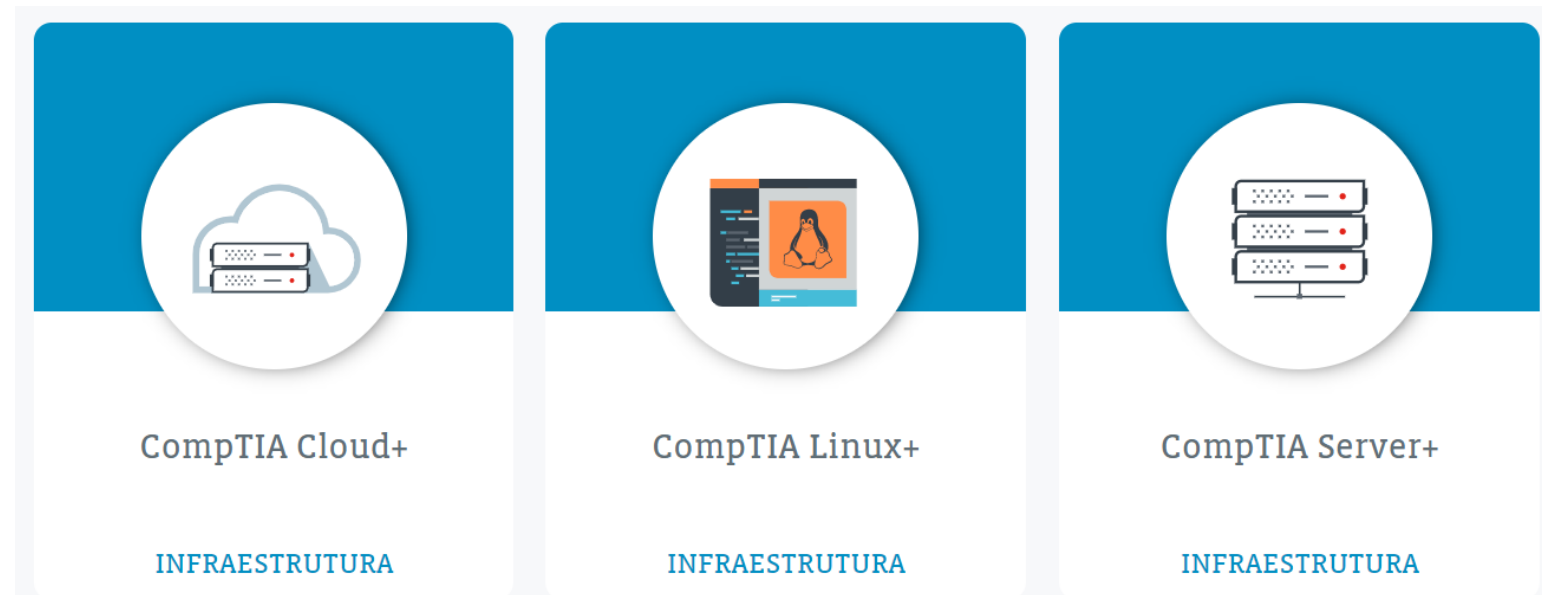 CompTIA Cloud+
CompTIA Linux+
CompTIA Server+
INFRAESTRUTURA
INFRAESTRUTURA
INFRAESTRUTURA